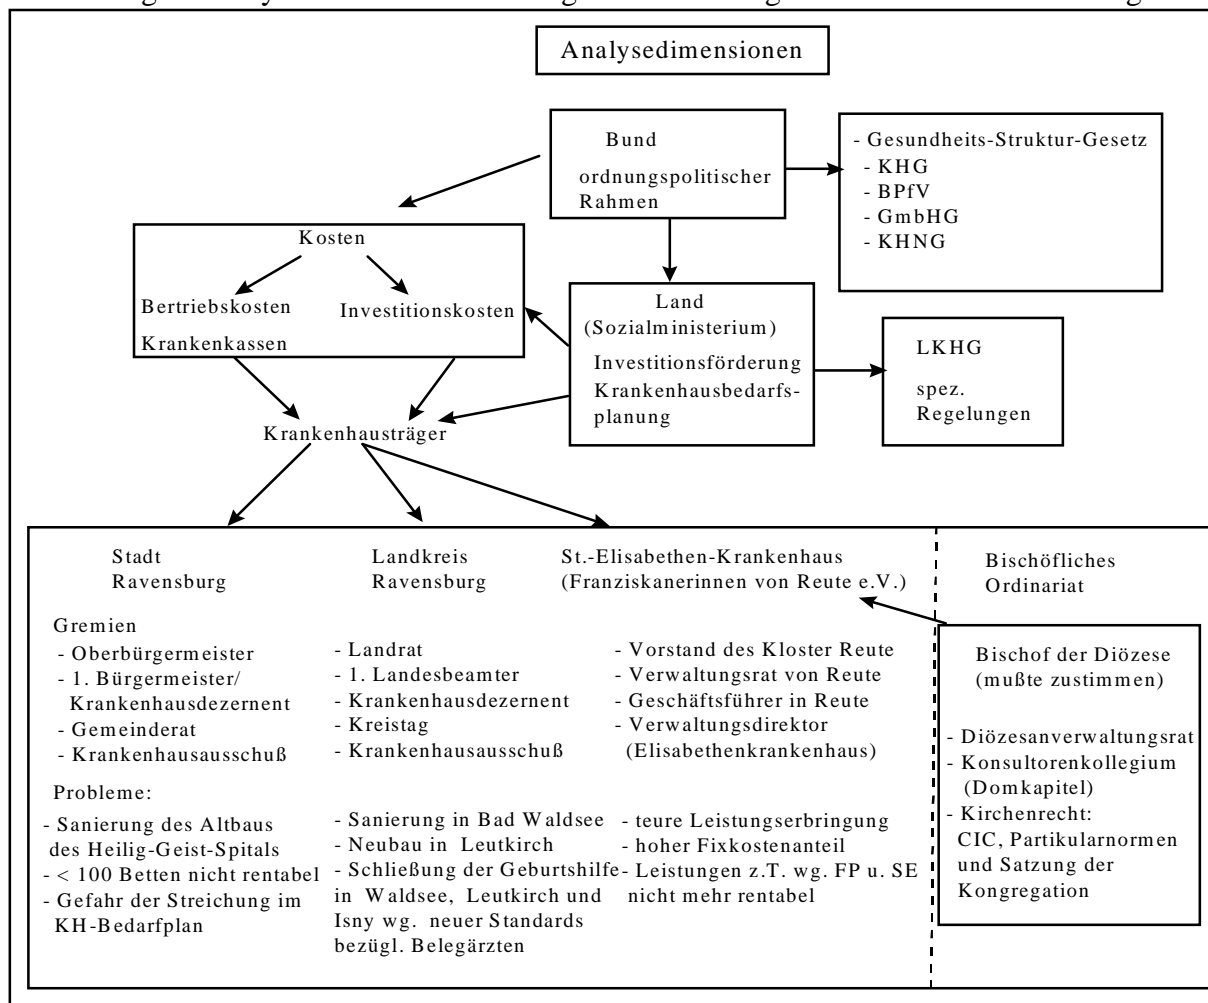 Analysedimensionen
Bund
ordnungspolitischer
Rahmen
- Gesundheits-Struktur-Gesetz
- KHG
- BPfV
- GmbHG
- KHNG
Kosten
Bertriebskosten
Investitionskosten
Krankenkassen
Land
(Sozialministerium)
Investitionsförderung
Krankenhausbedarfs-
planung
LKHG
spez.
Regelungen
Krankenhausträger
Stadt
Ravensburg
Gremien
- Oberbürgermeister
- 1. Bürgermeister/
Krankenhausdezernent
- Gemeinderat
- Krankenhausausschuß
Probleme:
- Sanierung des Altbaus
des Heilig-Geist-Spitals
- < 100 Betten nicht rentabel
- Gefahr der Streichung im
KH-Bedarfplan
Landkreis
Ravensburg
- Landrat
- 1. Landesbeamter
- Krankenhausdezernent
- Kreistag
- Krankenhausausschuß
- Sanierung in Bad Waldsee
- Neubau in Leutkirch
- Schließung der Geburtshilfe
in Waldsee, Leutkirch und
Isny wg. neuer Standards
bezügl. Belegärzten
St.-Elisabethen-Krankenhaus
(Franziskanerinnen von Reute e.V.)
- Vorstand des Kloster Reute
- Verwaltungsrat von Reute
- Geschäftsführer in Reute
- Verwaltungsdirektor
(Elisabethenkrankenhaus)
- teure Leistungserbringung
- hoher Fixkostenanteil
- Leistungen z.T. wg. FP u. SE
nicht mehr rentabel
Bischöfliches
Ordinariat
Bischof der Diözese
(mußte zustimmen)
- Diözesanverwaltungsrat
- Konsultorenkollegium
(Domkapitel)
- Kirchenrecht:
CIC, Partikularnormen
und Satzung der
Kongregation